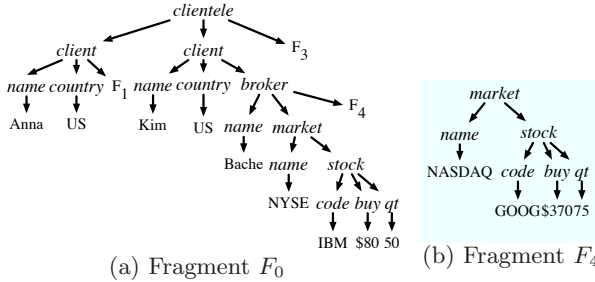 clientele
client client F3
name country F1 name country broker
Anna US Kim US name market F4
Bache name stock
NYSE code buy qt
IBM $80 50
(a) Fragment F0
market
name stock
NASDAQ code buy qt
GOOG $370 75
(b) Fragment F4